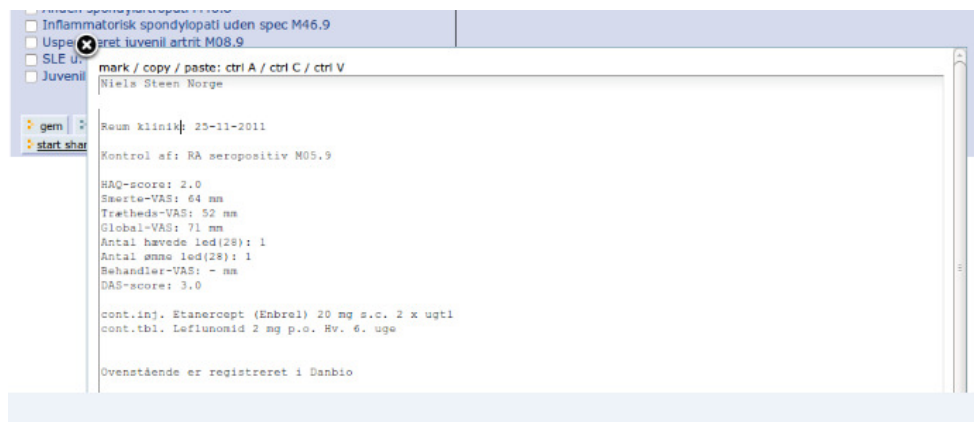 Inflammatorisk spondylopati uden spec M46.9
eret juvenil artrit M08.9
SLE u.
Juvenil
mark / copy / paste: ctrl A / ctrl C / ctrl V
Niels Steen Norge
gem
start shar
Reum klinik: 25-11-2011
Kontrol af: RA seropositiv M05.9
HAQ-score: 2.0
Smerte-VAS: 64 mm
Trætheds-VAS: 52 mm
Global-VAS: 71 mm
Antal hævede led(28): 1
Antal ømme led(28): 1
Behandler-VAS: - mm
DAS-score: 3.0
cont.inj. Etanercept (Enbrel) 20 mg s.c. 2 x ugtl
cont.tbl. Leflunomid 2 mg p.o. Hv. 6. uge
Ovenstående er registreret i Danbio